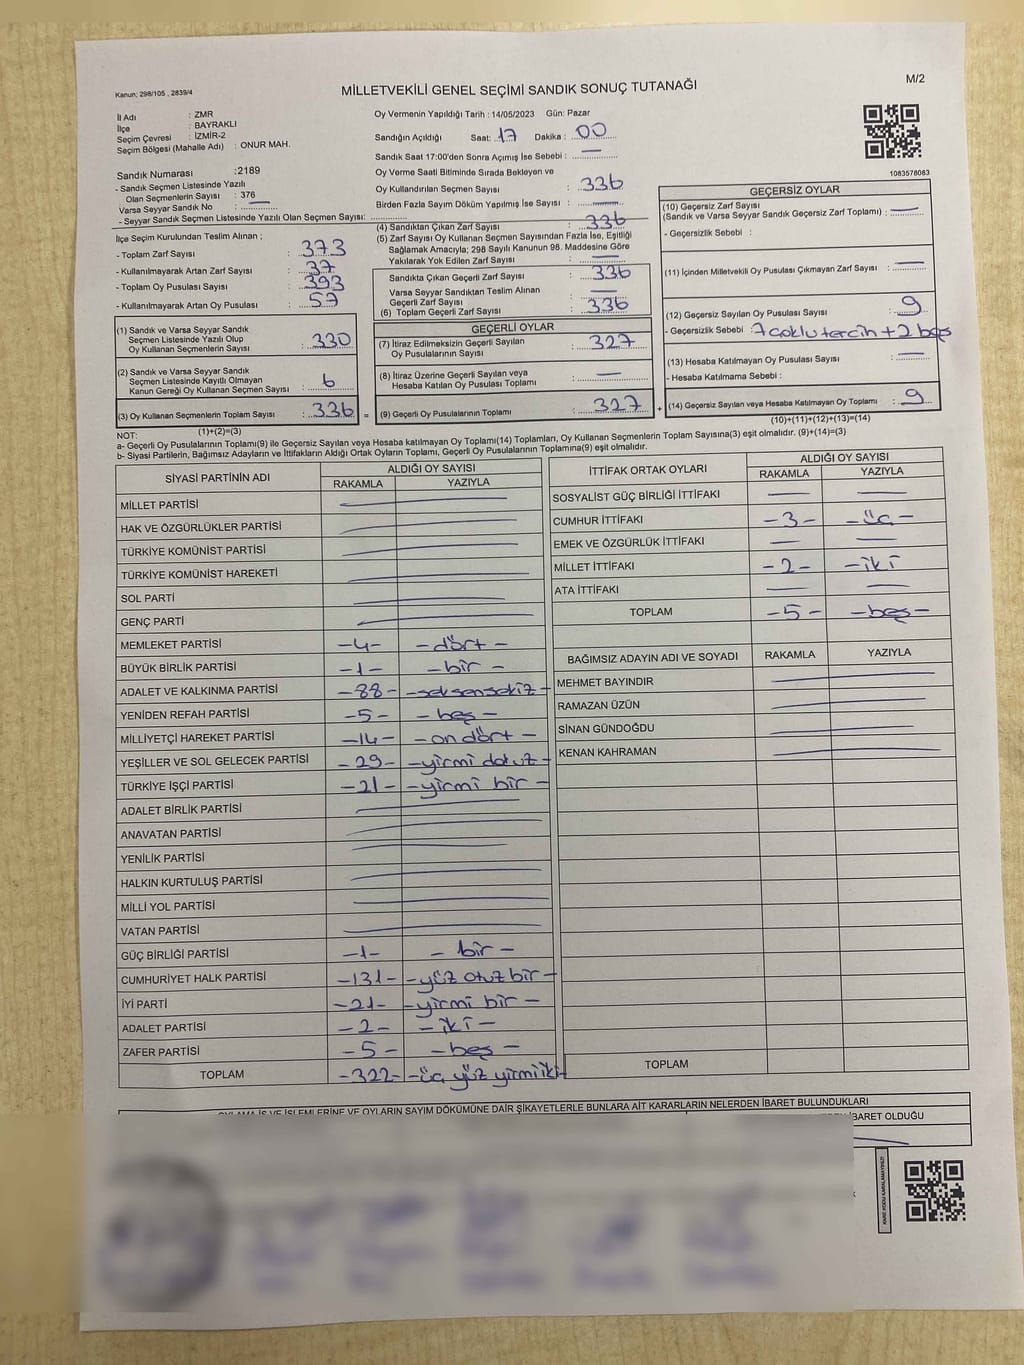 M/2
Kanun; 298/105 , 2839/4
MİLLETVEKİLİ GENEL SEÇİMİ SANDIK SONUÇ TUTANAĞI
İl Adı : ZMR
İlçe : BAYRAKLI
Seçim Çevresi : İZMİR-2
Seçim Bölgesi (Mahalle Adı) : ONUR MAH.
Sandık Numarası :2189
- Sandık Seçmen Listesinde Yazılı
Olan Seçmenlerin Sayısı : 376
Varsa Seyyar Sandık No : —
- Seyyar Sandık Seçmen Listesinde Yazılı Olan Seçmen Sayısı:
Oy Vermenin Yapıldığı Tarih : 14/05/2023 Gün: Pazar
Sandığın Açıldığı Saat: 17 Dakika : 00
Sandık Saat 17:00'den Sonra Açımış İse Sebebi : —
Oy Verme Saati Bitiminde Sırada Bekleyen ve
Oy Kullandırılan Seçmen Sayısı : 336
Birden Fazla Sayım Döküm Yapılmış İse Sayısı : —
1083578083
İlçe Seçim Kurulundan Teslim Alınan ;
- Toplam Zarf Sayısı : 373
- Kullanılmayarak Artan Zarf Sayısı : 37
- Toplam Oy Pusulası Sayısı : 393
- Kullanılmayarak Artan Oy Pusulası : 57
(4) Sandıktan Çıkan Zarf Sayısı : 336
(5) Zarf Sayısı Oy Kullanan Seçmen Sayısından Fazla İse, Eşitliği
Sağlamak Amacıyla; 298 Sayılı Kanunun 98. Maddesine Göre
Yakılarak Yok Edilen Zarf Sayısı : —
Sandıkta Çıkan Geçerli Zarf Sayısı : 336
Varsa Seyyar Sandıktan Teslim Alınan
Geçerli Zarf Sayısı : —
(6) Toplam Geçerli Zarf Sayısı : 336
GEÇERSİZ OYLAR
(10) Geçersiz Zarf Sayısı
(Sandık ve Varsa Seyyar Sandık Geçersiz Zarf Toplamı) : —
- Geçersizlik Sebebi :
(11) İçinden Milletvekili Oy Pusulası Çıkmayan Zarf Sayısı : —
(12) Geçersiz Sayılan Oy Pusulası Sayısı : 9
- Geçersizlik Sebebi : 7 çoklu tercih + 2 boş
(13) Hesaba Katılmayan Oy Pusulası Sayısı : —
- Hesaba Katılmama Sebebi :
(14) Geçersiz Sayılan veya Hesaba Katılmayan Oy Toplamı : 9
(10)+(11)+(12)+(13)=(14)
(1) Sandık ve Varsa Seyyar Sandık
Seçmen Listesinde Yazılı Olup
Oy Kullanan Seçmenlerin Sayısı : 330
(2) Sandık ve Varsa Seyyar Sandık
Seçmen Listesinde Kayıtlı Olmayan
Kanun Gereği Oy Kullanan Seçmen Sayısı : 6
(3) Oy Kullanan Seçmenlerin Toplam Sayısı : 336 =
(1)+(2)=(3)
GEÇERLİ OYLAR
(7) İtiraz Edilmeksizin Geçerli Sayılan
Oy Pusulalarının Sayısı : 327
(8) İtiraz Üzerine Geçerli Sayılan veya
Hesaba Katılan Oy Pusulası Toplamı : —
(9) Geçerli Oy Pusulalarının Toplamı : 327 +
NOT:
a- Geçerli Oy Pusulalarının Toplamı(9) ile Geçersiz Sayılan veya Hesaba katılmayan Oy Toplamı(14) Toplamları, Oy Kullanan Seçmenlerin Toplam Sayısına(3) eşit olmalıdır. (9)+(14)=(3)
b- Siyasi Partilerin, Bağımsız Adayların ve İttifakların Aldığı Ortak Oyların Toplamı, Geçerli Oy Pusulalarının Toplamına(9) eşit olmalıdır.
SİYASİ PARTİNİN ADI ALDIĞI OY SAYISI
RAKAMLA YAZIYLA
MİLLET PARTİSİ —
HAK VE ÖZGÜRLÜKLER PARTİSİ —
TÜRKİYE KOMÜNİST PARTİSİ —
TÜRKİYE KOMÜNİST HAREKETİ —
SOL PARTİ —
GENÇ PARTİ —
MEMLEKET PARTİSİ -4- -dört-
BÜYÜK BİRLİK PARTİSİ -1- -bir-
ADALET VE KALKINMA PARTİSİ -88- -seksensekiz-
YENİDEN REFAH PARTİSİ -5- -beş-
MİLLİYETÇİ HAREKET PARTİSİ -14- -on dört-
YEŞİLLER VE SOL GELECEK PARTİSİ -29- -yirmi dokuz-
TÜRKİYE İŞÇİ PARTİSİ -21- -yirmi bir-
ADALET BİRLİK PARTİSİ —
ANAVATAN PARTİSİ —
YENİLİK PARTİSİ —
HALKIN KURTULUŞ PARTİSİ —
MİLLİ YOL PARTİSİ —
VATAN PARTİSİ —
GÜÇ BİRLİĞİ PARTİSİ -1- -bir-
CUMHURİYET HALK PARTİSİ -131- -yüz otuz bir-
İYİ PARTİ -21- -yirmi bir-
ADALET PARTİSİ -2- -iki-
ZAFER PARTİSİ -5- -beş-
TOPLAM -322- -üç yüz yirmi iki-
İTTİFAK ORTAK OYLARI ALDIĞI OY SAYISI
RAKAMLA YAZIYLA
SOSYALİST GÜÇ BİRLİĞİ İTTİFAKI — —
CUMHUR İTTİFAKI -3- -üç-
EMEK VE ÖZGÜRLÜK İTTİFAKI — —
MİLLET İTTİFAKI -2- -iki
ATA İTTİFAKI — —
TOPLAM -5- -beş-
BAĞIMSIZ ADAYIN ADI VE SOYADI RAKAMLA YAZIYLA
MEHMET BAYINDIR —
RAMAZAN ÜZÜN —
SİNAN GÜNDOĞDU —
KENAN KAHRAMAN —
TOPLAM
OYLAMA İŞ VE İŞLEMLERİNE VE OYLARIN SAYIM DÖKÜMÜNE DAİR ŞİKAYETLERLE BUNLARA AİT KARARLARIN NELERDEN İBARET BULUNDUKLARI
İBARET OLDUĞU